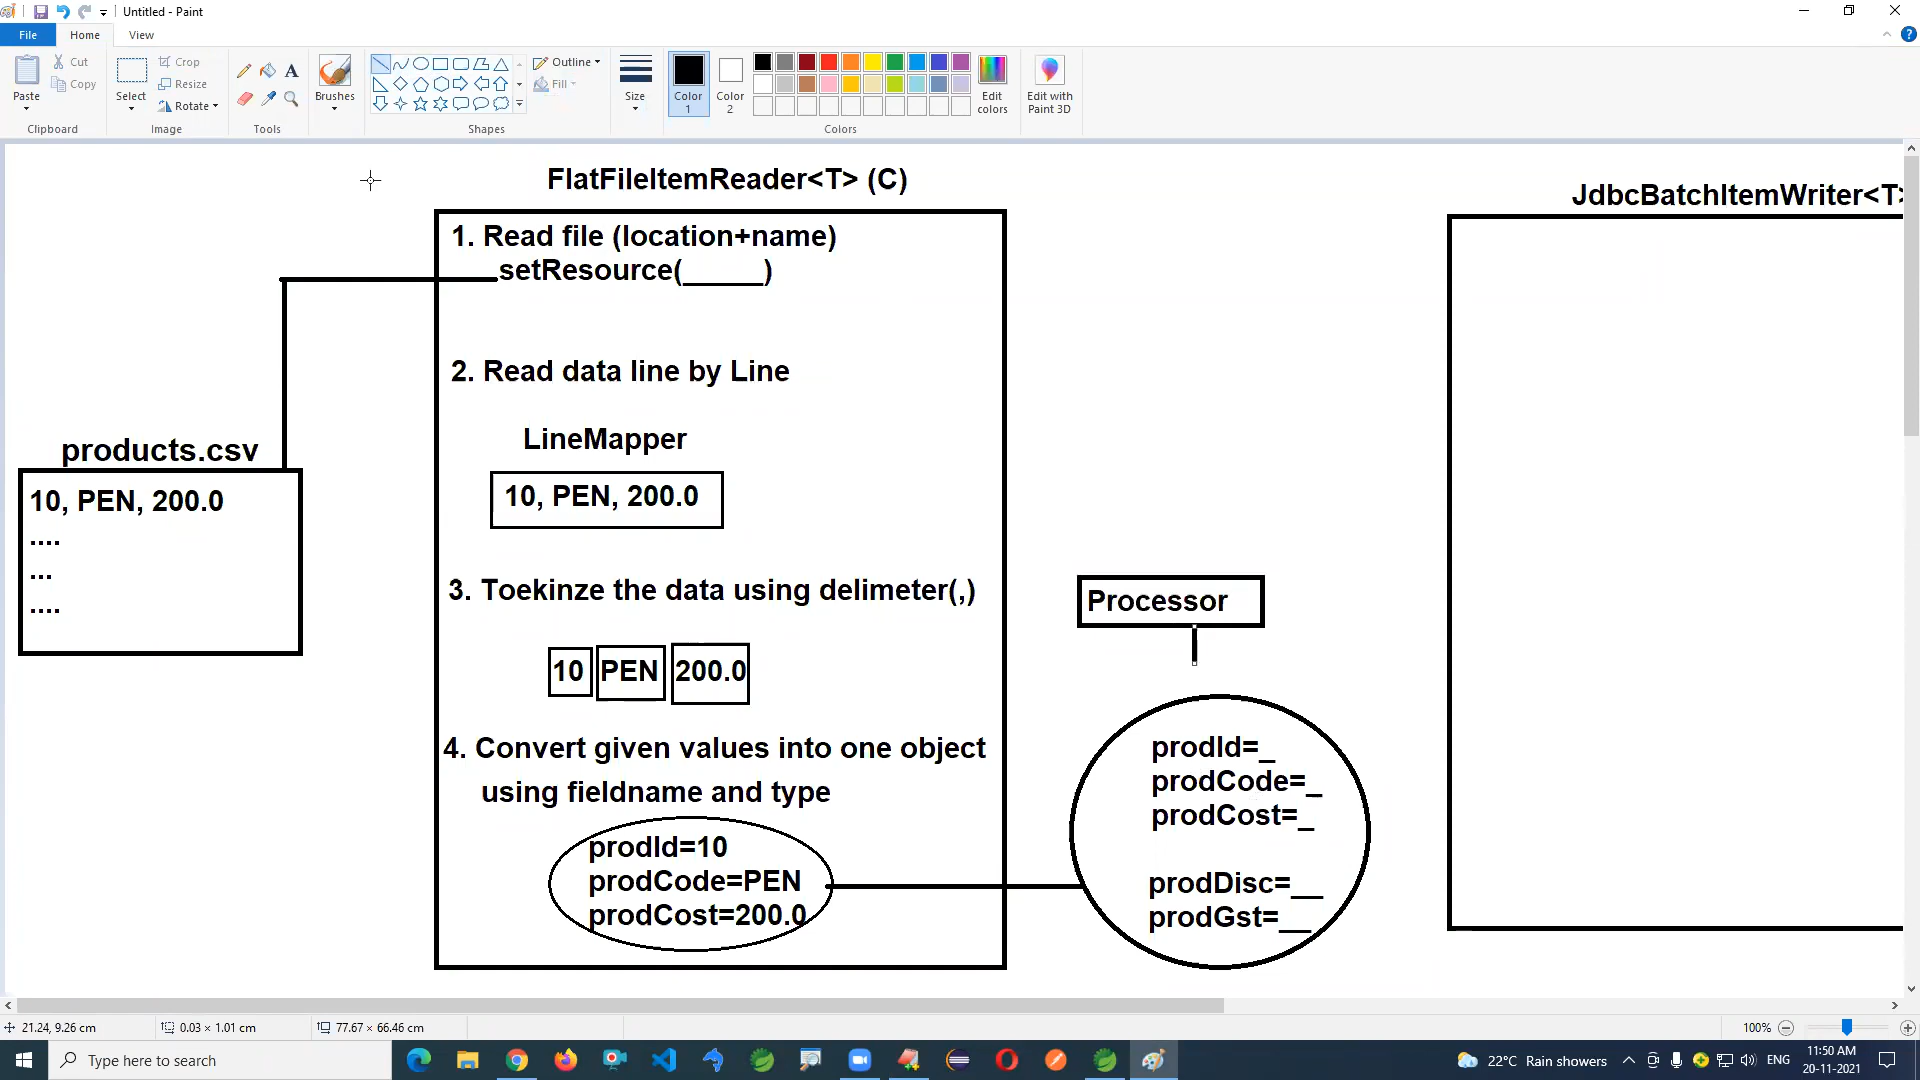 Untitled - Paint
File
Home
View
Paste
Cut
Copy
Clipboard
Select
Crop
Resize
Rotate
Image
Tools
Brushes
Outline
Fill
Shapes
Size
Color 1
Color 2
Edit colors
Colors
Edit with Paint 3D
FlatFileItemReader<T> (C)
1. Read file (location+name)
setResource(_____)
2. Read data line by Line
LineMapper
10, PEN, 200.0
3. Toekinze the data using delimeter(,)
10 PEN 200.0
4. Convert given values into one object
using fieldname and type
prodId=10
prodCode=PEN
prodCost=200.0
products.csv
10, PEN, 200.0
....
...
....
Processor
prodId=_
prodCode=_
prodCost=_
prodDisc=__
prodGst=__
JdbcBatchItemWriter<T>
21.24, 9.26 cm
0.03 × 1.01 cm
77.67 × 66.46 cm
100%
Type here to search
22°C Rain showers
ENG
11:50 AM
20-11-2021